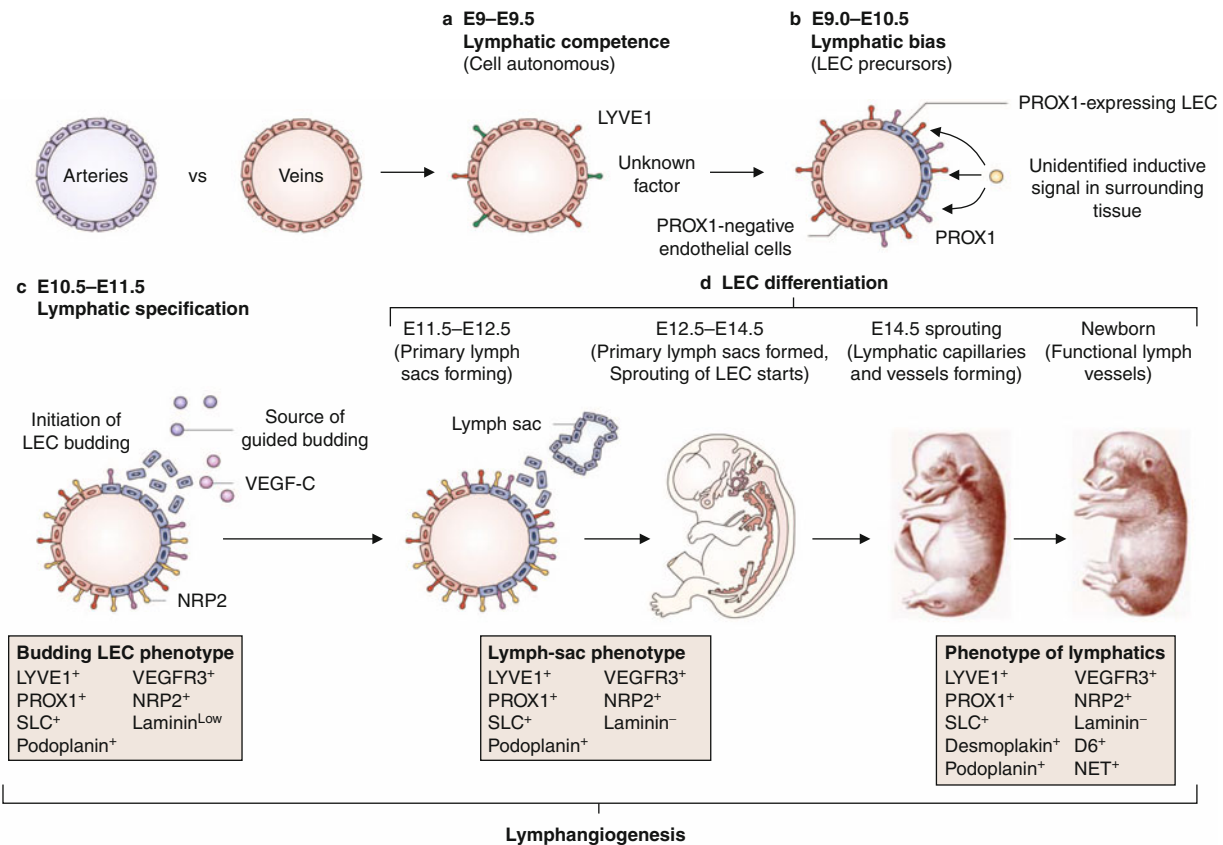 a E9–E9.5
Lymphatic competence
(Cell autonomous)
b E9.0–E10.5
Lymphatic bias
(LEC precursors)
Arteries
vs
Veins
LYVE1
Unknown
factor
PROX1-negative
endothelial cells
PROX1-expressing LEC
Unidentified inductive
signal in surrounding
tissue
PROX1
c E10.5–E11.5
Lymphatic specification
Initiation of
LEC budding
Source of
guided budding
VEGF-C
NRP2
d LEC differentiation
E11.5–E12.5
(Primary lymph
sacs forming)
E12.5–E14.5
(Primary lymph sacs formed,
Sprouting of LEC starts)
E14.5 sprouting
(Lymphatic capillaries
and vessels forming)
Newborn
(Functional lymph
vessels)
Lymph sac
Budding LEC phenotype
LYVE1⁺ VEGFR3⁺
PROX1⁺ NRP2⁺
SLC⁺ Lamininᴸᵒʷ
Podoplanin⁺
Lymph-sac phenotype
LYVE1⁺ VEGFR3⁺
PROX1⁺ NRP2⁺
SLC⁺ Laminin⁻
Podoplanin⁺
Phenotype of lymphatics
LYVE1⁺ VEGFR3⁺
PROX1⁺ NRP2⁺
SLC⁺ Laminin⁻
Desmoplakin⁺ D6⁺
Podoplanin⁺ NET⁺
Lymphangiogenesis